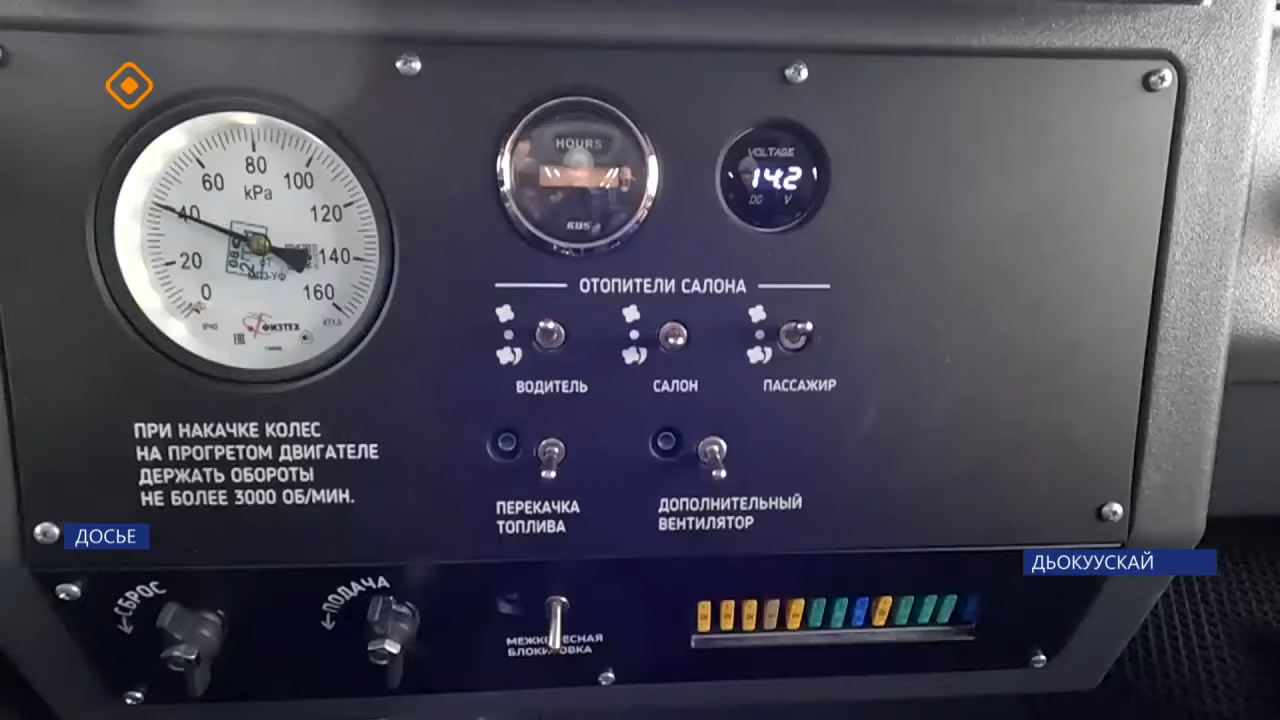 80
60
100
kPa
40
120
20
140
0
160
ФИЗТЕХ
HOURS
VOLTAGE
14.2
DC V
ОТОПИТЕЛИ САЛОНА
ВОДИТЕЛЬ
САЛОН
ПАССАЖИР
ПРИ НАКАЧКЕ КОЛЕС
НА ПРОГРЕТОМ ДВИГАТЕЛЕ
ДЕРЖАТЬ ОБОРОТЫ
НЕ БОЛЕЕ 3000 ОБ/МИН.
ПЕРЕКАЧКА
ТОПЛИВА
ДОПОЛНИТЕЛЬНЫЙ
ВЕНТИЛЯТОР
ДОСЬЕ
ДЬОКУУСКАЙ
СБРОС
ПОДАЧА
МЕЖКОЛЕСНАЯ
БЛОКИРОВКА